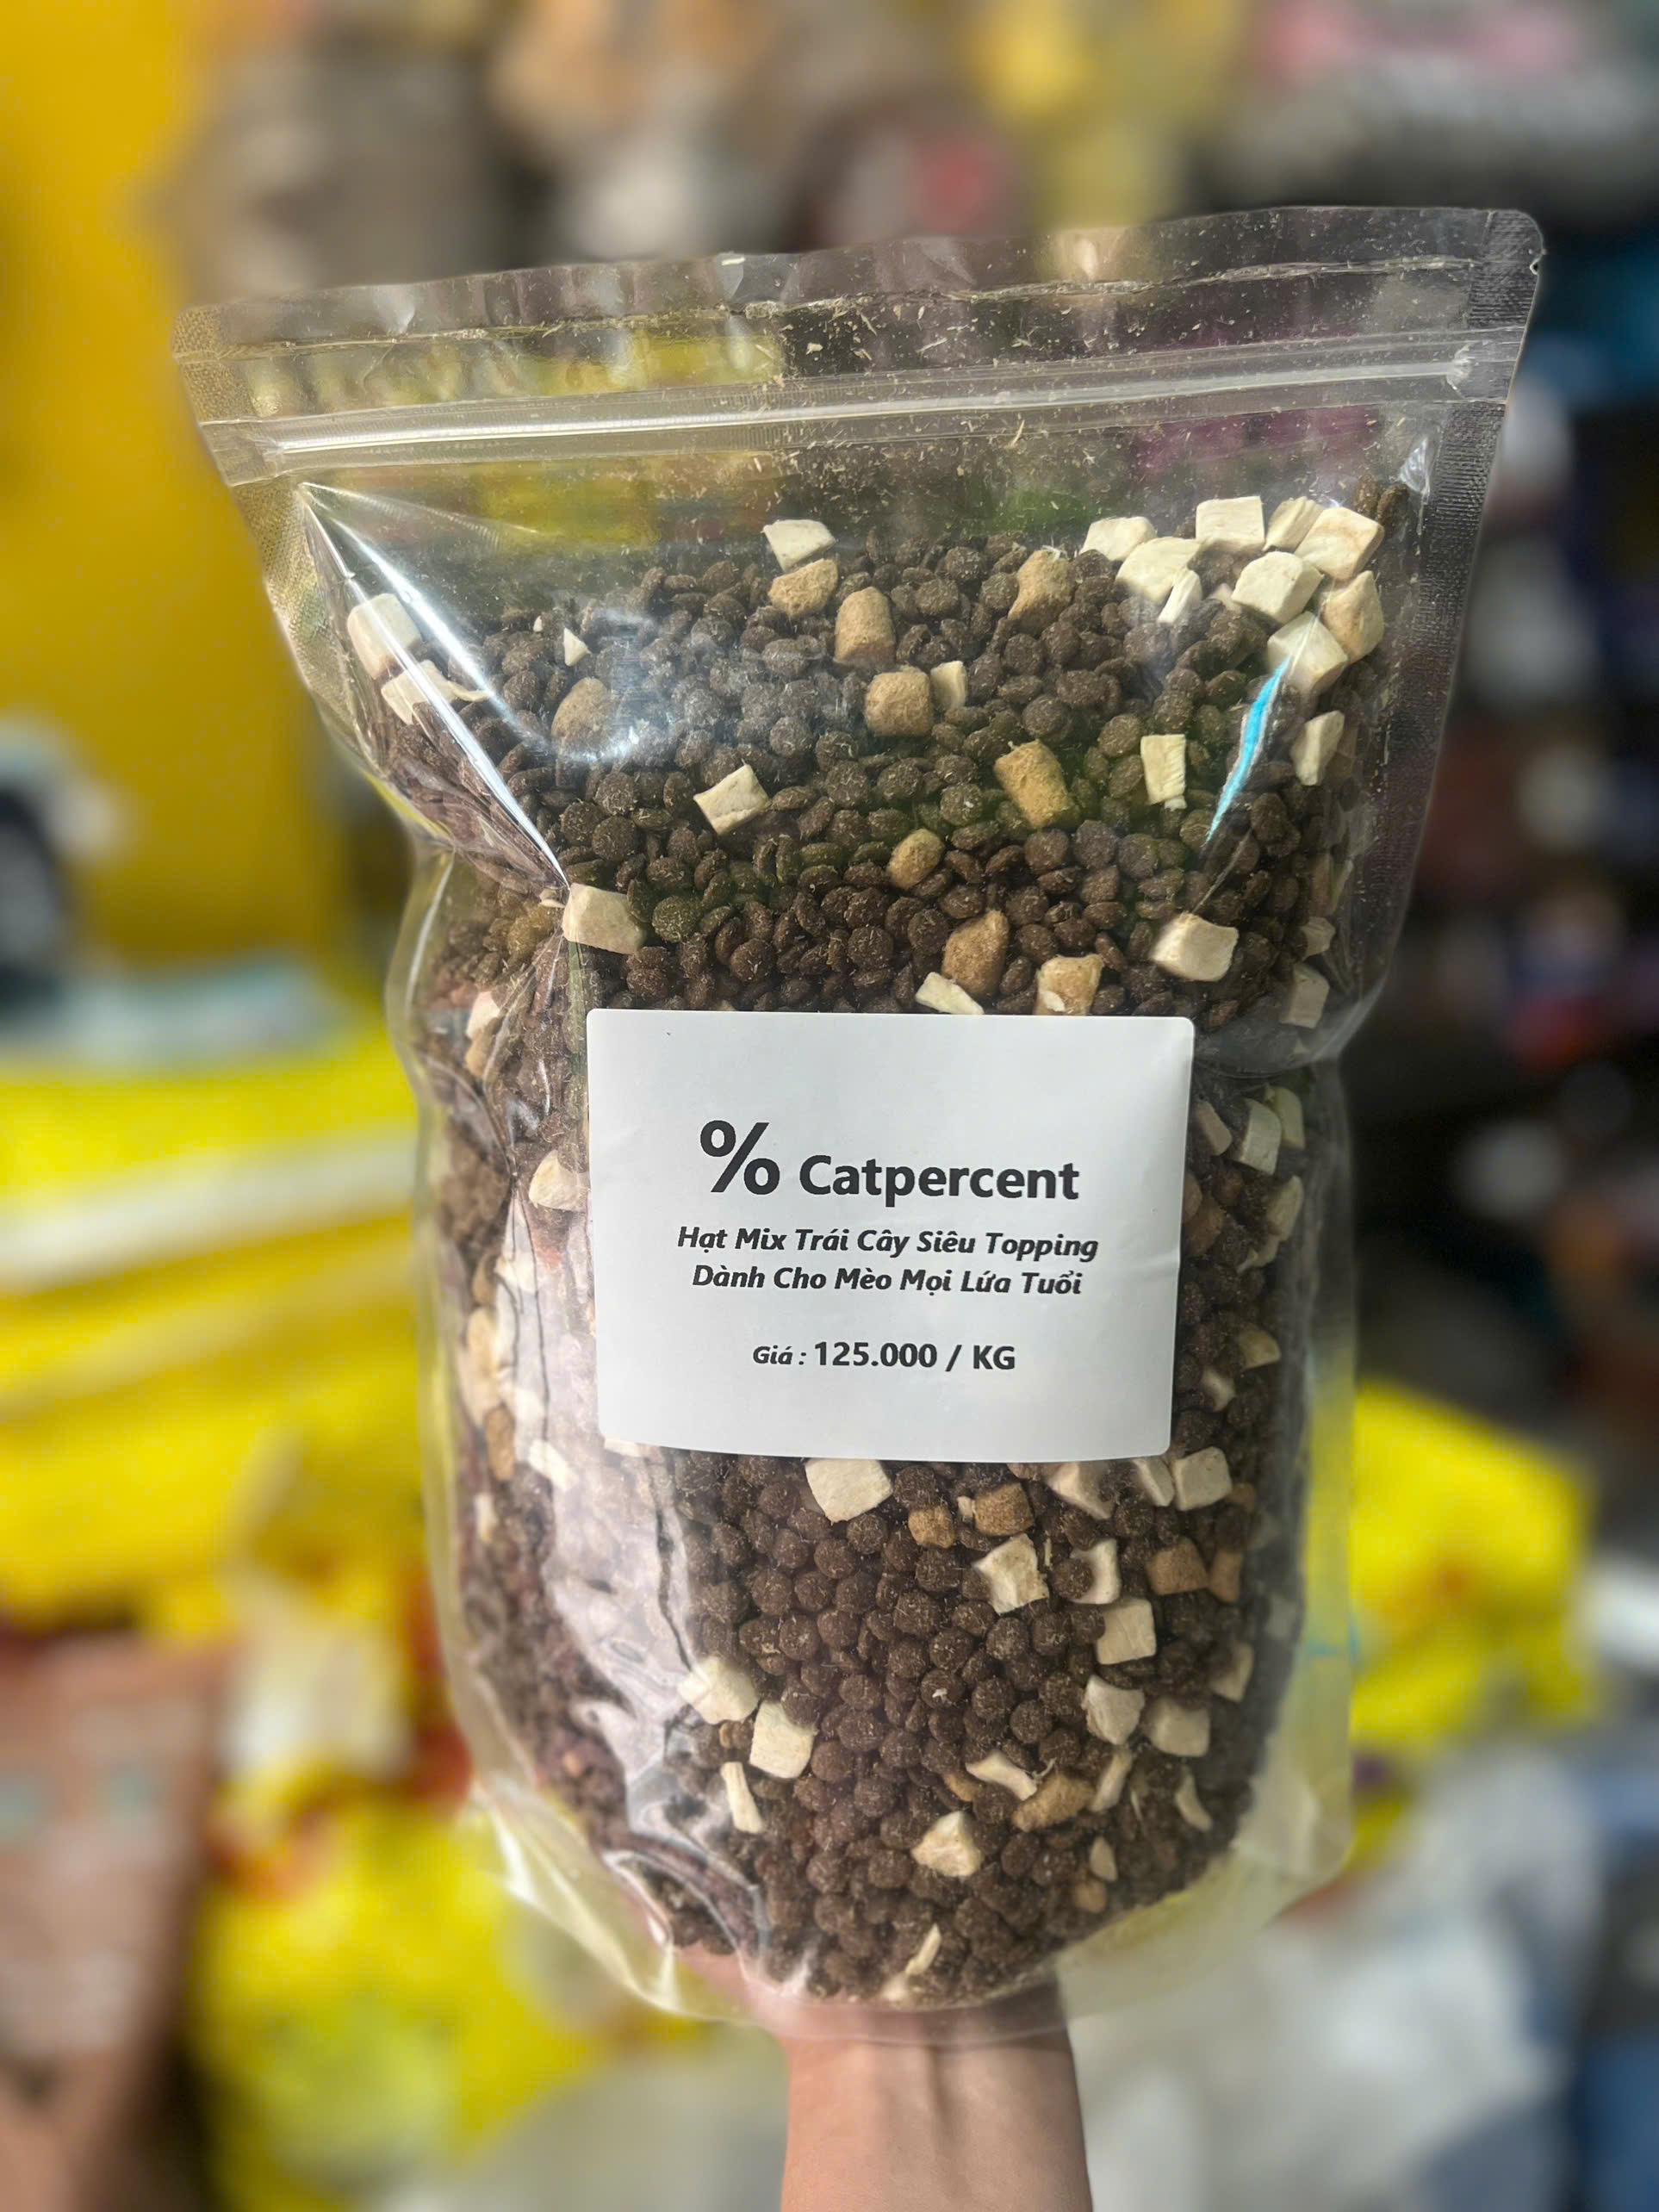 % Catpercent
Hạt Mix Trái Cây Siêu Topping
Dành Cho Mèo Mọi Lứa Tuổi
Giá : 125.000 / KG